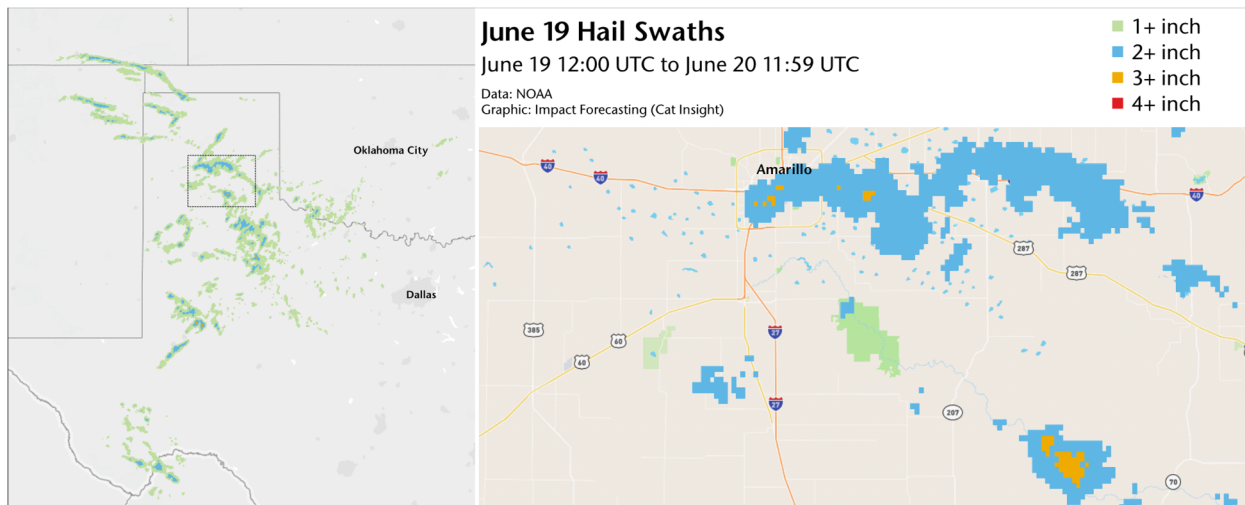 June 19 Hail Swaths
June 19 12:00 UTC to June 20 11:59 UTC
Data: NOAA
Graphic: Impact Forecasting (Cat Insight)
1+ inch
2+ inch
3+ inch
4+ inch
Oklahoma City
Dallas
Amarillo
40
40
40
287
287
385
60
60
27
27
207
70